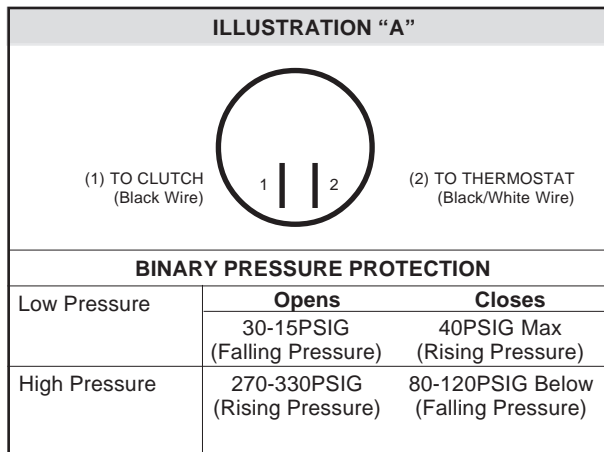 ILLUSTRATION “A”
(1) TO CLUTCH
(Black Wire)
1
2
(2) TO THERMOSTAT
(Black/White Wire)
BINARY PRESSURE PROTECTION
Low Pressure
Opens
Closes
30-15PSIG
(Falling Pressure)
40PSIG Max
(Rising Pressure)
High Pressure
270-330PSIG
(Rising Pressure)
80-120PSIG Below
(Falling Pressure)